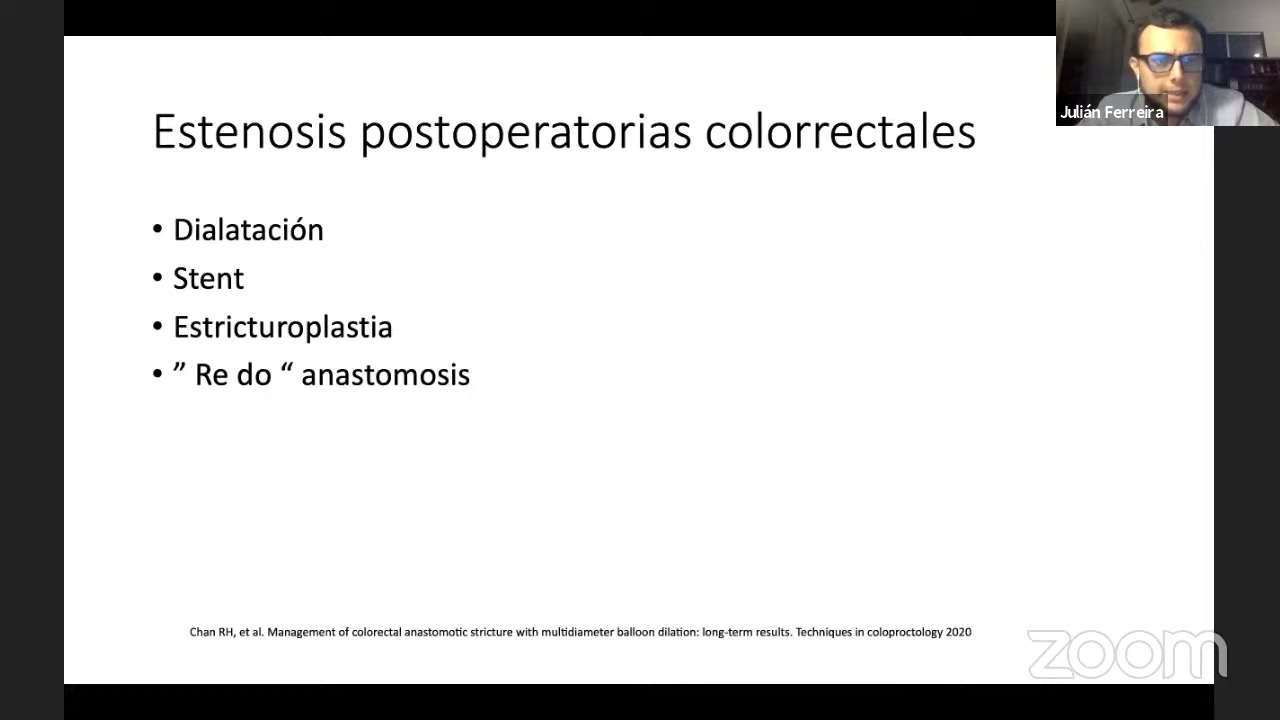 Julián Ferreira
Estenosis postoperatorias colorrectales
• Dialatación
• Stent
• Estricturoplastia
• ” Re do “ anastomosis
Chan RH, et al. Management of colorectal anastomotic stricture with multidiameter balloon dilation: long-term results. Techniques in coloproctology 2020
zoom